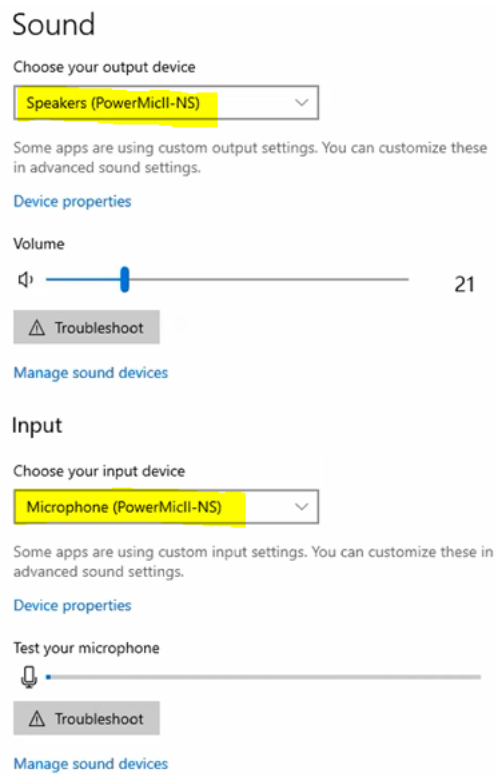 Sound
Choose your output device
Speakers (PowerMicII-NS)
Some apps are using custom output settings. You can customize these
in advanced sound settings.
Device properties
Volume
21
Troubleshoot
Manage sound devices
Input
Choose your input device
Microphone (PowerMicII-NS)
Some apps are using custom input settings. You can customize these in
advanced sound settings.
Device properties
Test your microphone
Troubleshoot
Manage sound devices